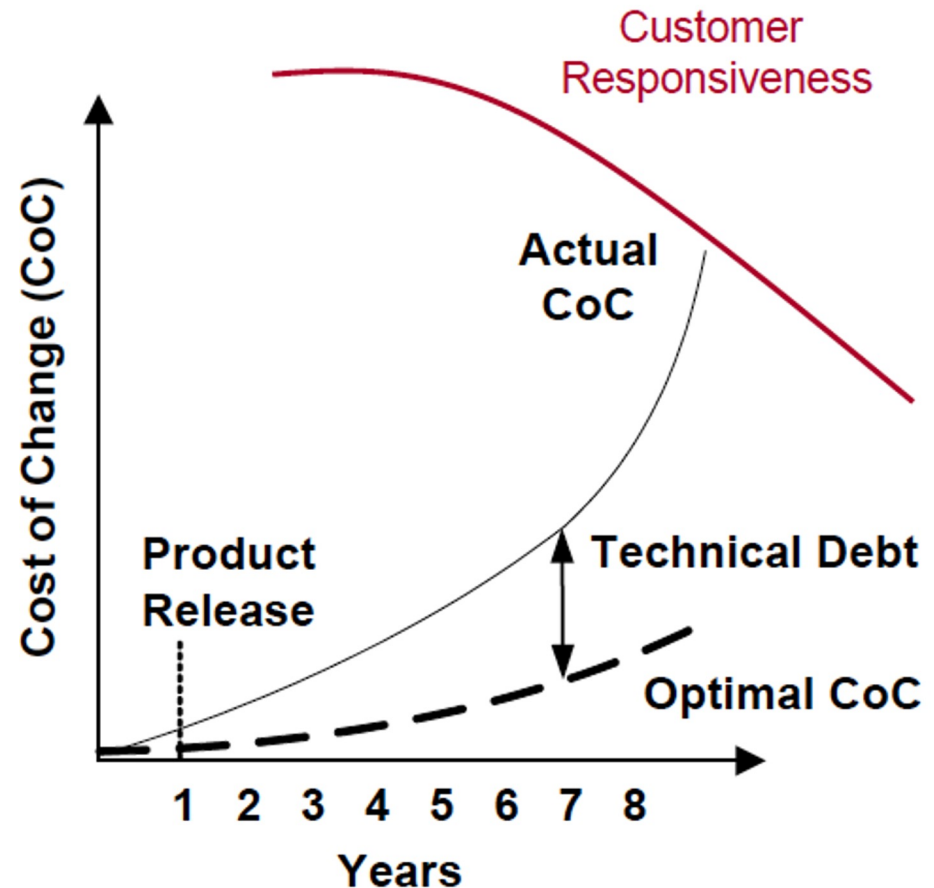 Customer
Responsiveness
Cost of Change (CoC)
Actual
CoC
Product
Release
Technical Debt
Optimal CoC
1 2 3 4 5 6 7 8
Years